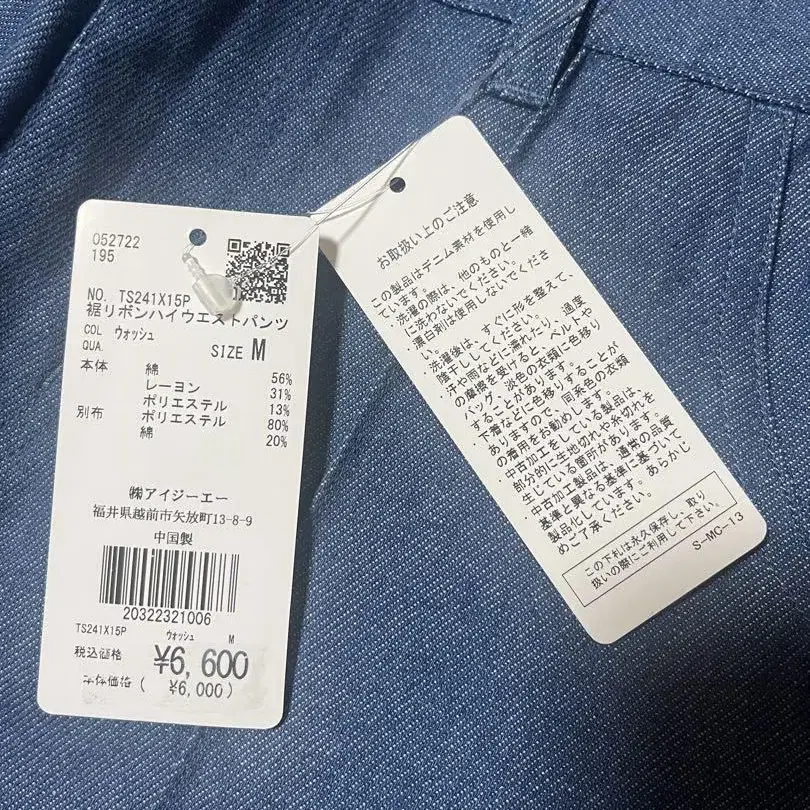 052722
195
NO. TS241X15P
裾リボンハイウエストパンツ
COL ウォッシュ
QUA. SIZE M
本体 綿 56%
レーヨン 31%
ポリエステル 13%
別布 ポリエステル 80%
綿 20%
㈱アイジーエー
福井県越前市矢放町13-8-9
中国製
20322321006
TS241X15P ウォッシュ M
税込価格 ¥6,600
価格( ¥6,000)
お取扱い上のご注意
この製品はデニム素材を使用し
ています。
・洗濯の際は、他のものと一緒
に洗わないでください。
・漂白剤は使用しないでくださ
い。
・洗濯後は、すぐに形を整えて、
陰干ししてください。
・汗や雨などに濡れたり、過度
の摩擦を受けると、ベルトや
バッグ、淡色の衣類に色移り
することがあります。
・下着などに色移りすることが
ありますので、同系色の衣類
の着用をお勧めします。
・中古加工をしている製品は、
部分的に生地切れや糸切れを
生じている箇所があります。
・中古加工製品は、通常の品質
基準と異なる基準に基づいて
製品化しています。あらかじ
めご了承ください。
この下札は永久保存し、取り
扱いの際にご利用して下さい。
S-MC-13